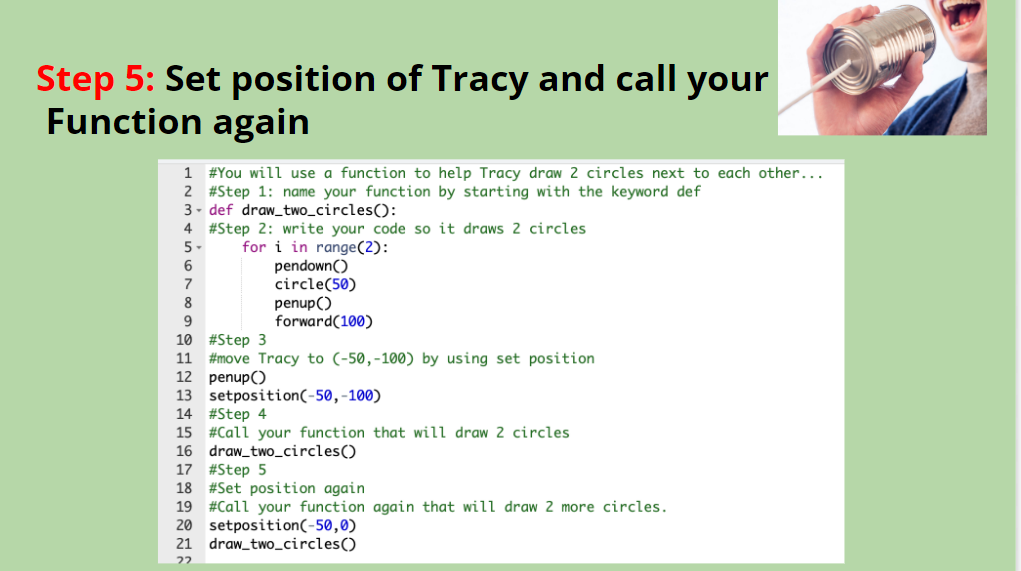 Step 5: Set position of Tracy and call your
Function again
1 #You will use a function to help Tracy draw 2 circles next to each other...
2 #Step 1: name your function by starting with the keyword def
3 def draw_two_circles():
4 #Step 2: write your code so it draws 2 circles
5     for i in range(2):
6         pendown()
7         circle(50)
8         penup()
9         forward(100)
10 #Step 3
11 #move Tracy to (-50,-100) by using set position
12 penup()
13 setposition(-50,-100)
14 #Step 4
15 #Call your function that will draw 2 circles
16 draw_two_circles()
17 #Step 5
18 #Set position again
19 #Call your function again that will draw 2 more circles.
20 setposition(-50,0)
21 draw_two_circles()
22